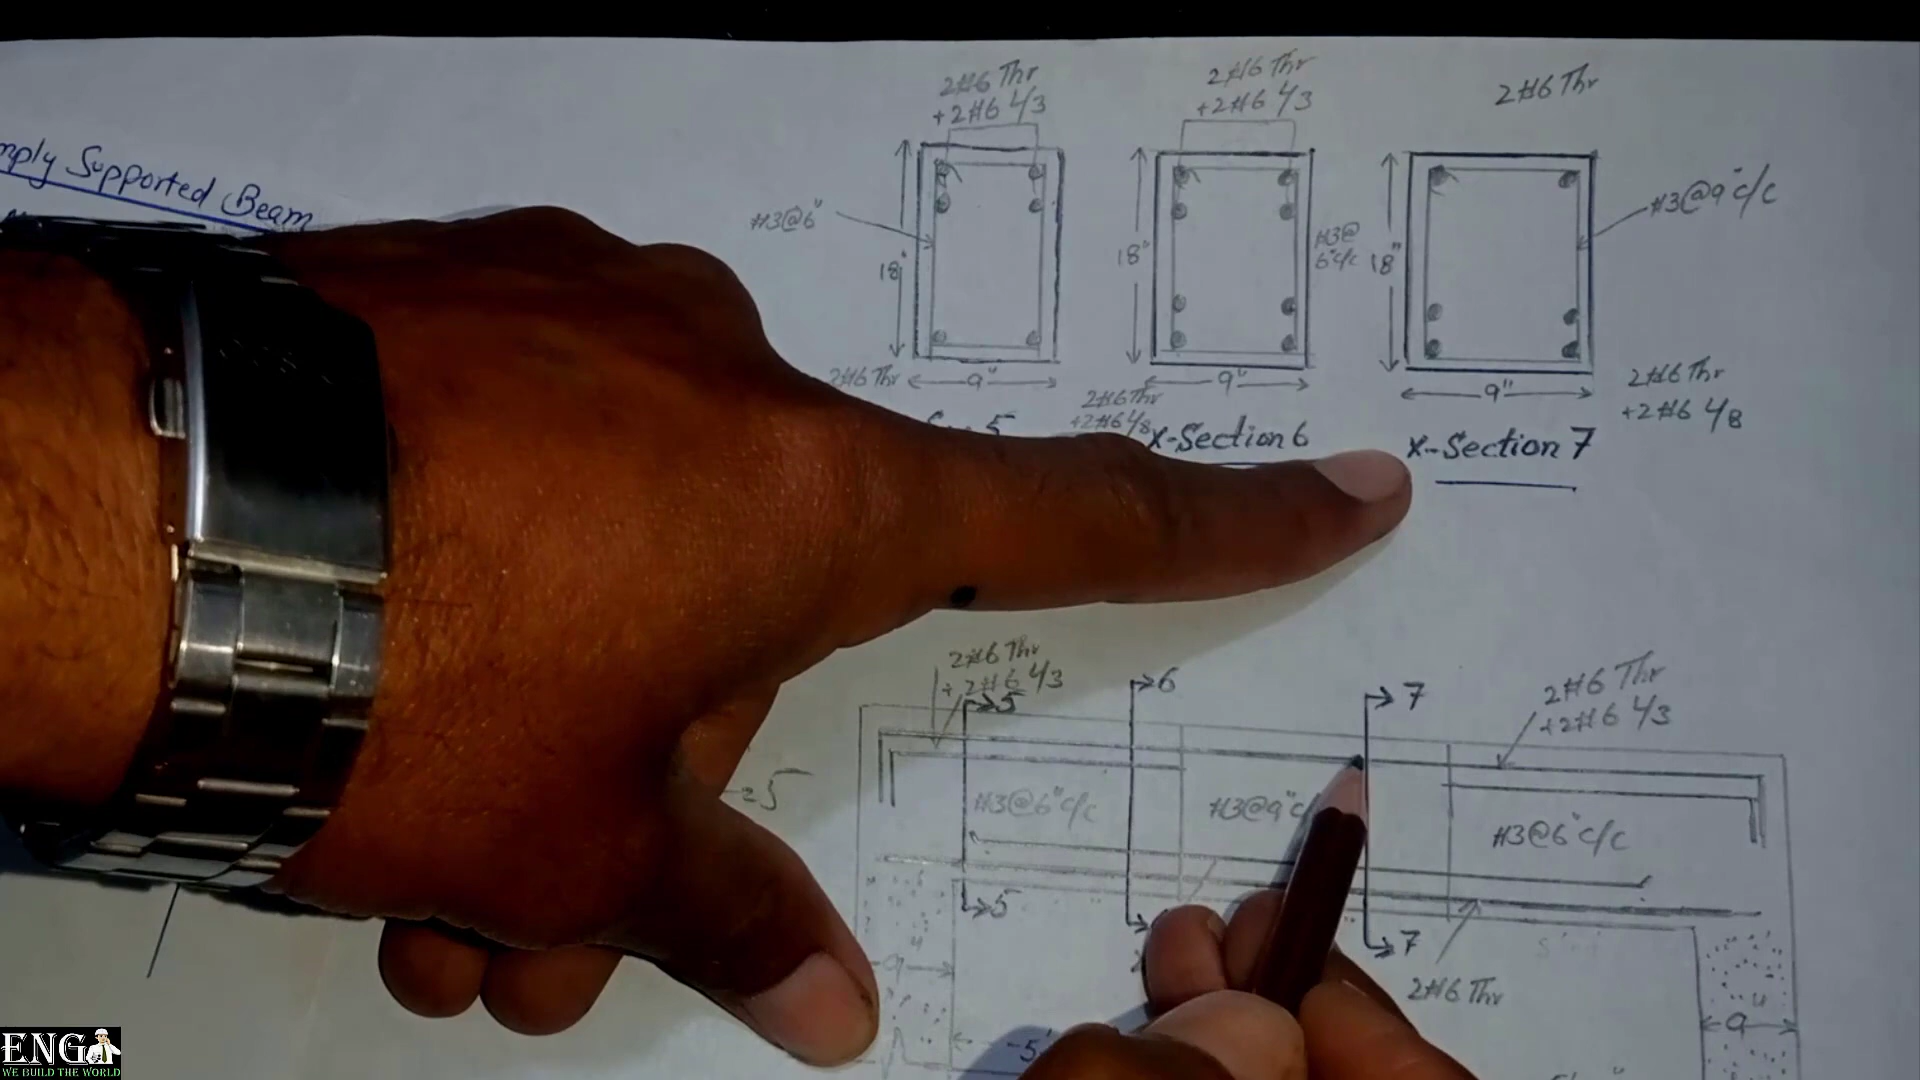 mply Supported Beam
2#6 Thr
+2#6 L/3
#3@6"
18"
2#6 Thr
9"
2#6 Thr
+2#6 L/3
#3@
6"c/c
18"
9"
2#6 Thr
+2#6 L/8
X-Section 6
2#6 Thr
#3@9"c/c
18"
9"
2#6 Thr
+2#6 L/8
X-Section 7
2#6 Thr
+2#6 L/3
5
6
7
2#6 Thr
+2#6 L/3
#3@6"c/c
#3@9"c/
#3@6"c/c
5
7
2#6 Thr
9"
9"
ENGR
WE BUILD THE WORLD